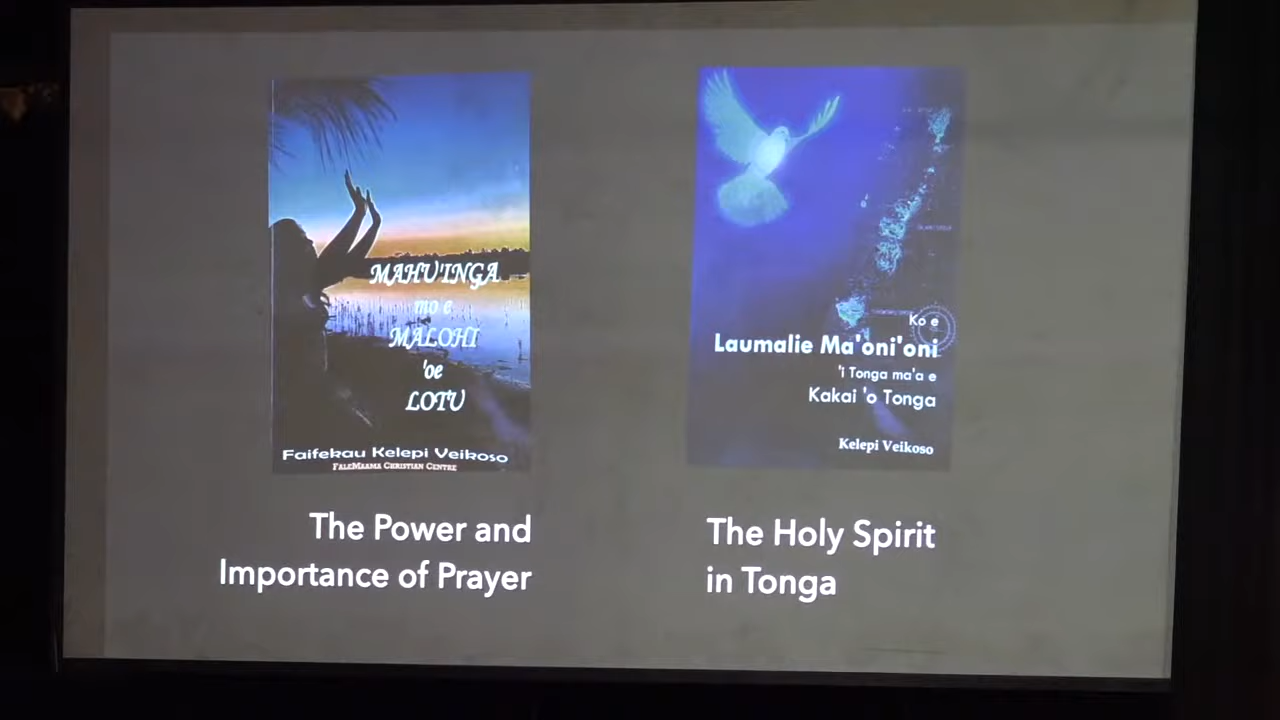 MAHU'INGA
mo e
MALOHI
'oe
LOTU
Faifekau Kelepi Veikoso
FALEMAAMA CHRISTIAN CENTRE
The Power and
Importance of Prayer
Ko e
Laumalie Ma'oni'oni
'i Tonga ma'a e
Kakai 'o Tonga
Kelepi Veikoso
The Holy Spirit
in Tonga